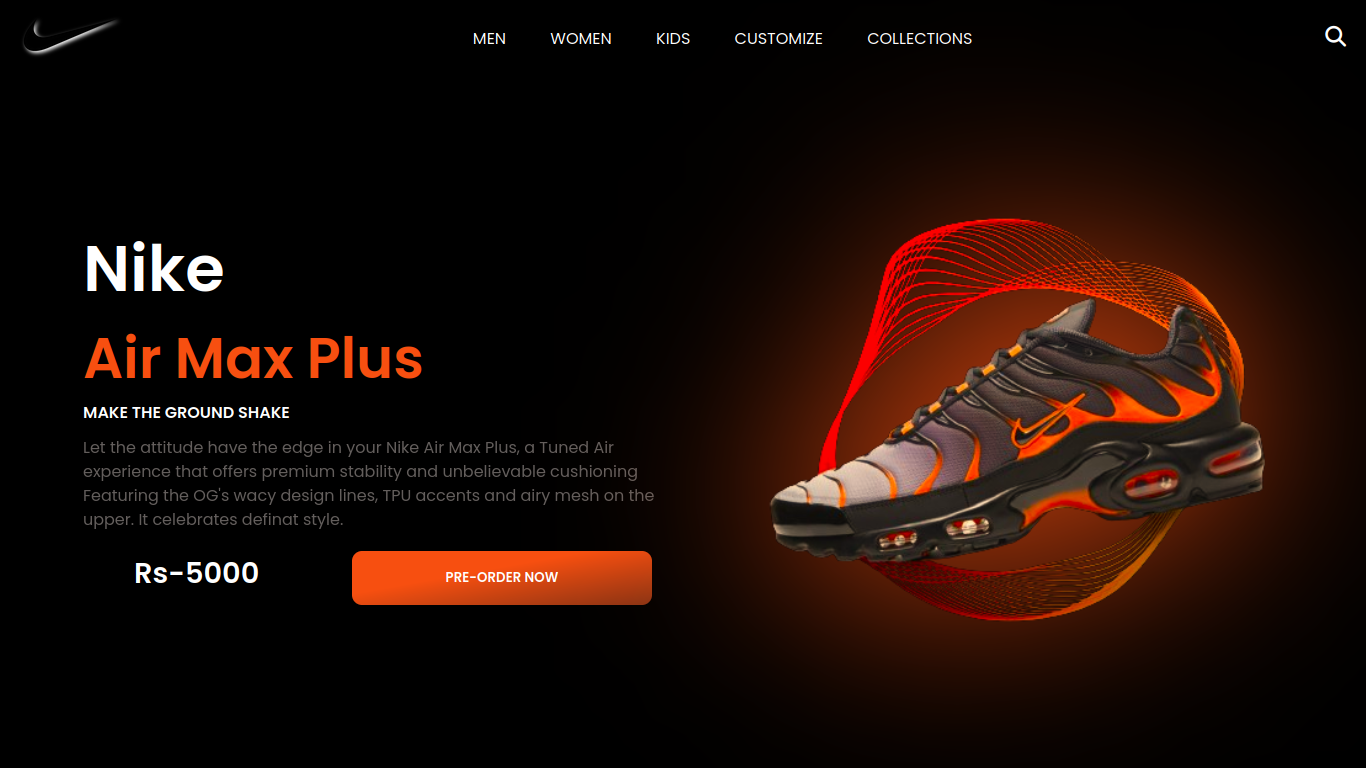 MEN WOMEN KIDS CUSTOMIZE COLLECTIONS
Nike
Air Max Plus
MAKE THE GROUND SHAKE
Let the attitude have the edge in your Nike Air Max Plus, a Tuned Air
experience that offers premium stability and unbelievable cushioning
Featuring the OG's wacy design lines, TPU accents and airy mesh on the
upper. It celebrates definat style.
Rs-5000
PRE-ORDER NOW